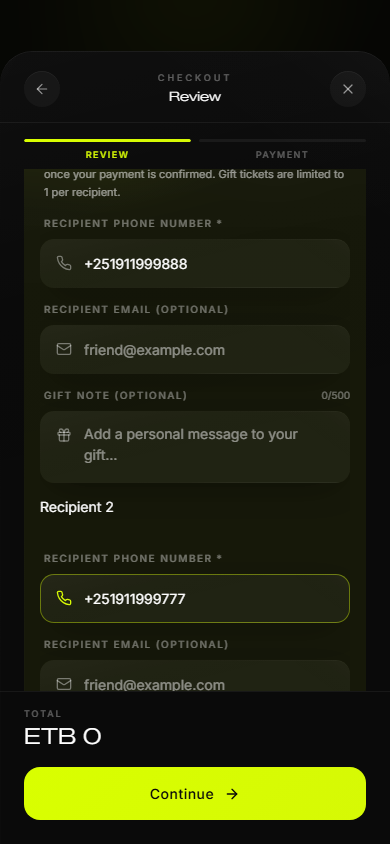 CHECKOUT
Review
REVIEW
PAYMENT
once your payment is confirmed. Gift tickets are limited to
1 per recipient.
RECIPIENT PHONE NUMBER *
+251911999888
RECIPIENT EMAIL (OPTIONAL)
friend@example.com
GIFT NOTE (OPTIONAL)
0/500
Add a personal message to your
gift...
Recipient 2
RECIPIENT PHONE NUMBER *
+251911999777
RECIPIENT EMAIL (OPTIONAL)
friend@example.com
TOTAL
ETB 0
Continue